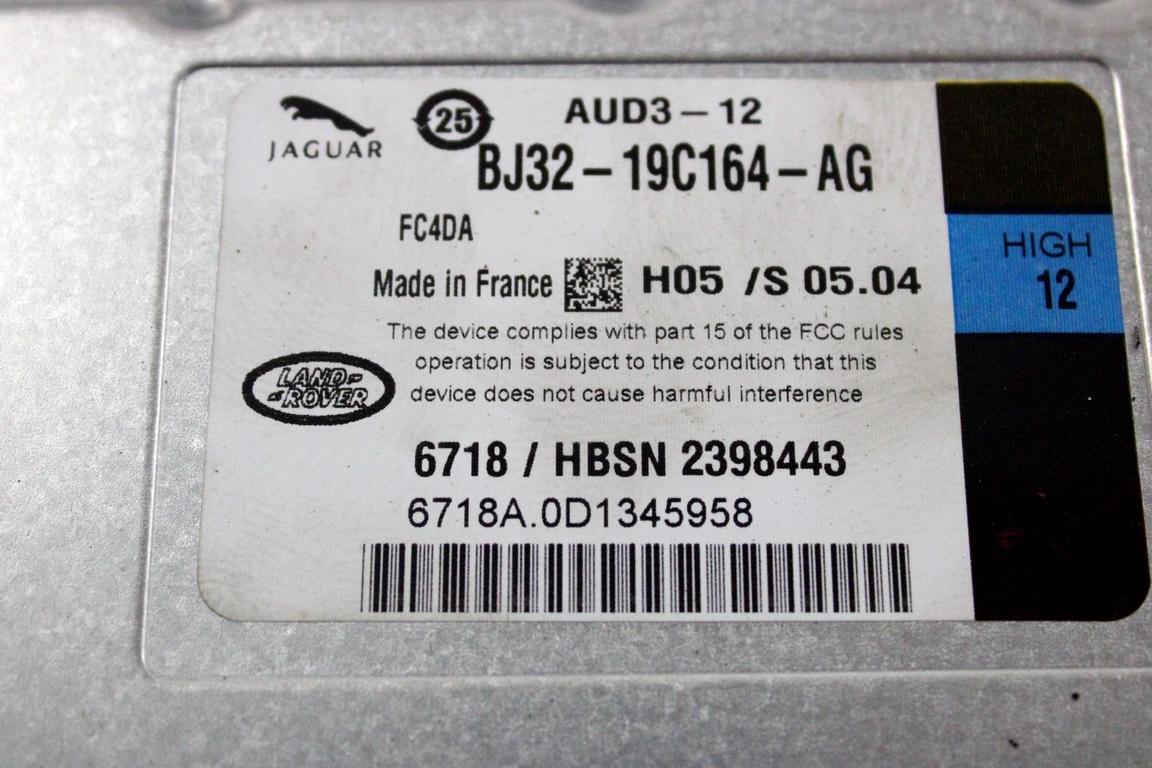 JAGUAR
25
AUD3-12
BJ32-19C164-AG
FC4DA
Made in France
H05 /S 05.04
The device complies with part 15 of the FCC rules
operation is subject to the condition that this
device does not cause harmful interference
LAND-
-ROVER
6718 / HBSN 2398443
6718A.0D1345958
HIGH
12